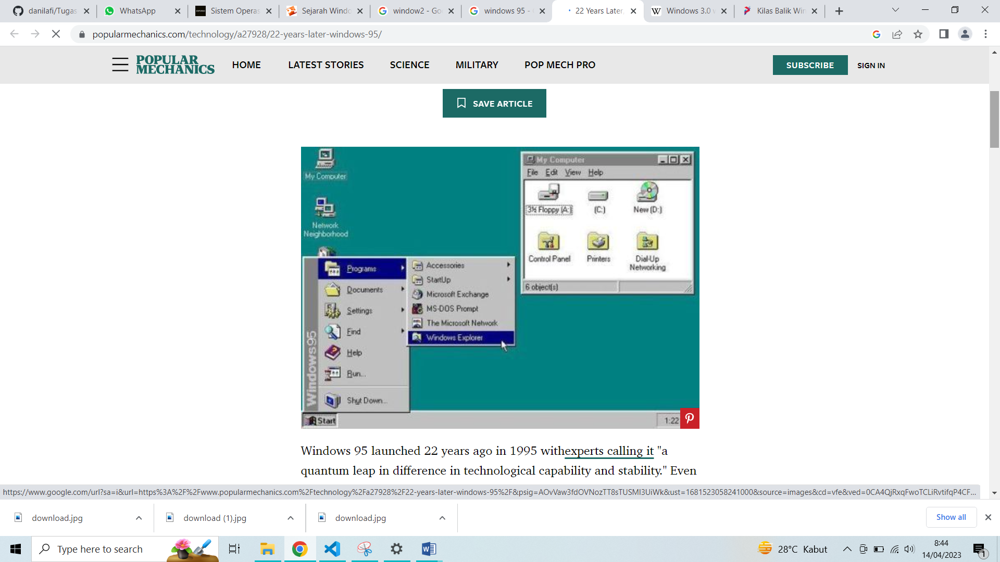 danilafi/Tugas
WhatsApp
Sistem Operas
Sejarah Windo
window2 - Go
windows 95 -
22 Years Later,
Windows 3.0
Kilas Balik Win
popularmechanics.com/technology/a27928/22-years-later-windows-95/
POPULAR
MECHANICS
HOME
LATEST STORIES
SCIENCE
MILITARY
POP MECH PRO
SUBSCRIBE
SIGN IN
SAVE ARTICLE
My Computer
Network
Neighborhood
My Computer
File Edit View Help
3½ Floppy (A:)
(C:)
New (D:)
Control Panel
Printers
Dial-Up
Networking
6 object(s)
Programs
Documents
Settings
Find
Help
Run...
Shut Down...
Windows95
Accessories
StartUp
Microsoft Exchange
MS-DOS Prompt
The Microsoft Network
Windows Explorer
Start
1:22
Windows 95 launched 22 years ago in 1995 withexperts calling it "a
quantum leap in difference in technological capability and stability." Even
https://www.google.com/url?sa=i&url=https%3A%2F%2Fwww.popularmechanics.com%2Ftechnology%2Fa27928%2F22-years-later-windows-95%2F&psig=AOvVaw3fdOVNozTT8sTUSMI3UiWk&ust=1681523058241000&source=images&cd=vfe&ved=0CA4QjRxqFwoTCLiRvtifqP4CF...
download.jpg
download (1).jpg
download.jpg
Show all
Type here to search
28°C Kabut
8:44
14/04/2023
1